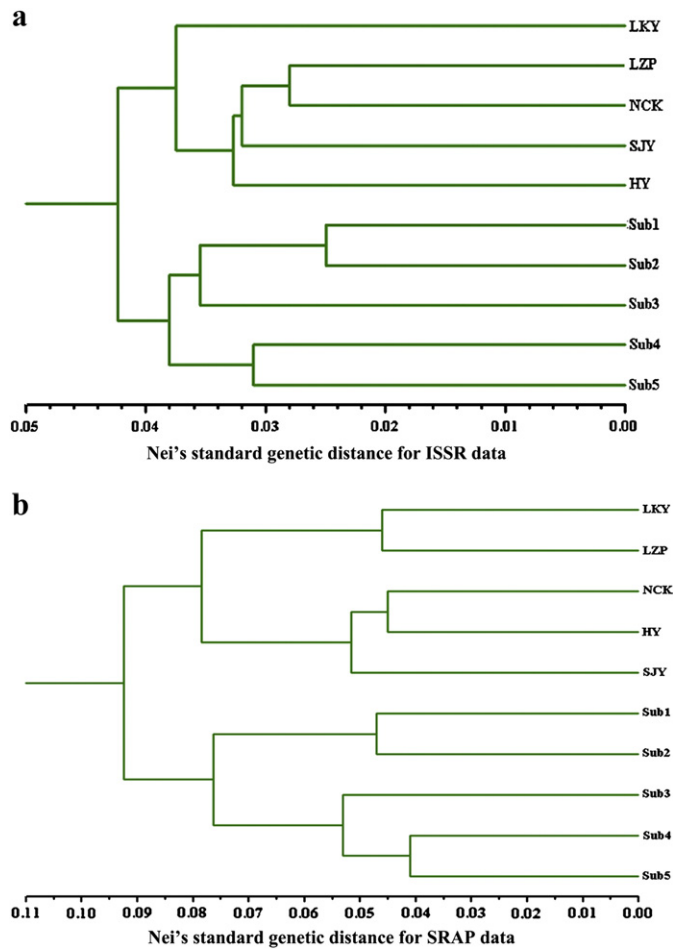 a
LKY
LZP
NCK
SJY
HY
Sub1
Sub2
Sub3
Sub4
Sub5
0.05 0.04 0.03 0.02 0.01 0.00
Nei's standard genetic distance for ISSR data
b
LKY
LZP
NCK
HY
SJY
Sub1
Sub2
Sub3
Sub4
Sub5
0.11 0.10 0.09 0.08 0.07 0.06 0.05 0.04 0.03 0.02 0.01 0.00
Nei's standard genetic distance for SRAP data